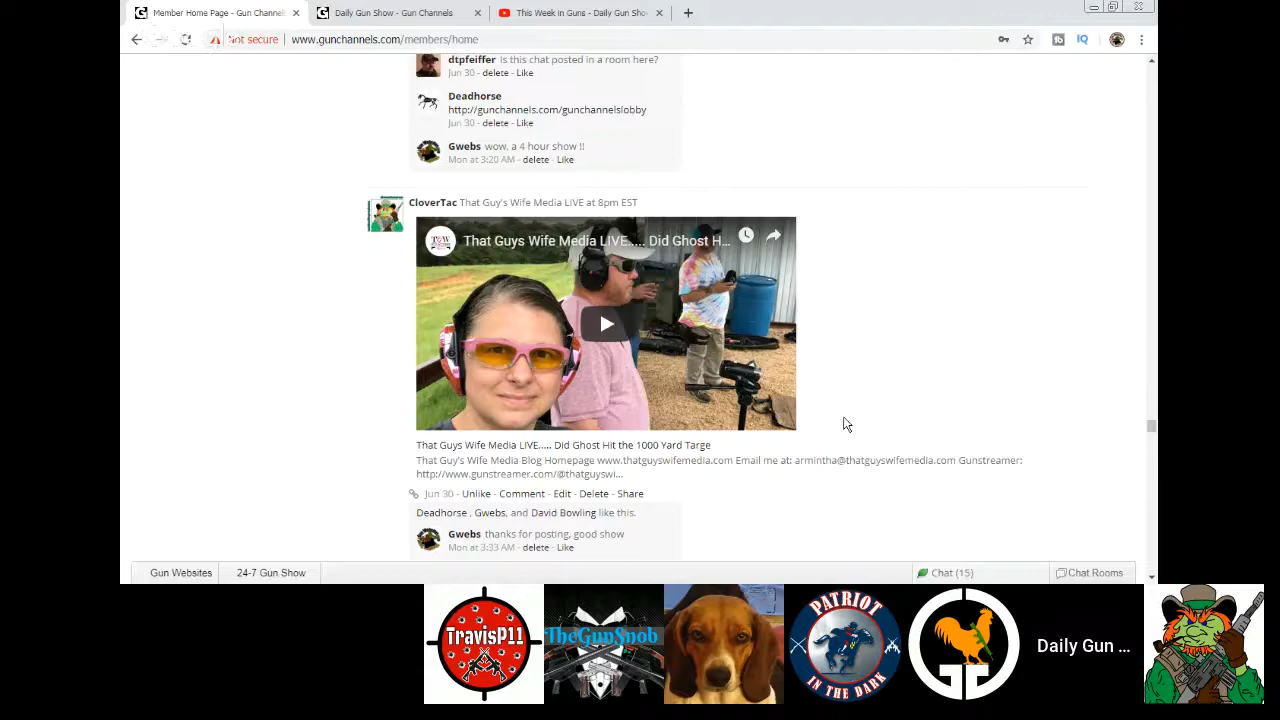 Member Home Page - Gun Channels
Daily Gun Show - Gun Channels
This Week in Guns - Daily Gun Sho
Not secure
www.gunchannels.com/members/home
dtpfeiffer Is this chat posted in a room here?
Jun 30 - delete - Like
Deadhorse
http://gunchannels.com/gunchannelslobby
Jun 30 - delete - Like
Gwebs wow, a 4 hour show !!
Mon at 3:20 AM - delete - Like
CloverTac That Guy's Wife Media LIVE at 8pm EST
That Guys Wife Media LIVE..... Did Ghost H...
That Guys Wife Media LIVE..... Did Ghost Hit the 1000 Yard Targe
That Guy's Wife Media Blog Homepage www.thatguyswifemedia.com Email me at: armintha@thatguyswifemedia.com Gunstreamer:
http://www.gunstreamer.com/@thatguyswi...
Jun 30 - Unlike - Comment - Edit - Delete - Share
Deadhorse , Gwebs, and David Bowling like this.
Gwebs thanks for posting, good show
Mon at 3:33 AM - delete - Like
Gun Websites
24-7 Gun Show
Chat (15)
Chat Rooms
TravisP11
TheGunSnob
PATRIOT
IN THE DARK
Daily Gun ...